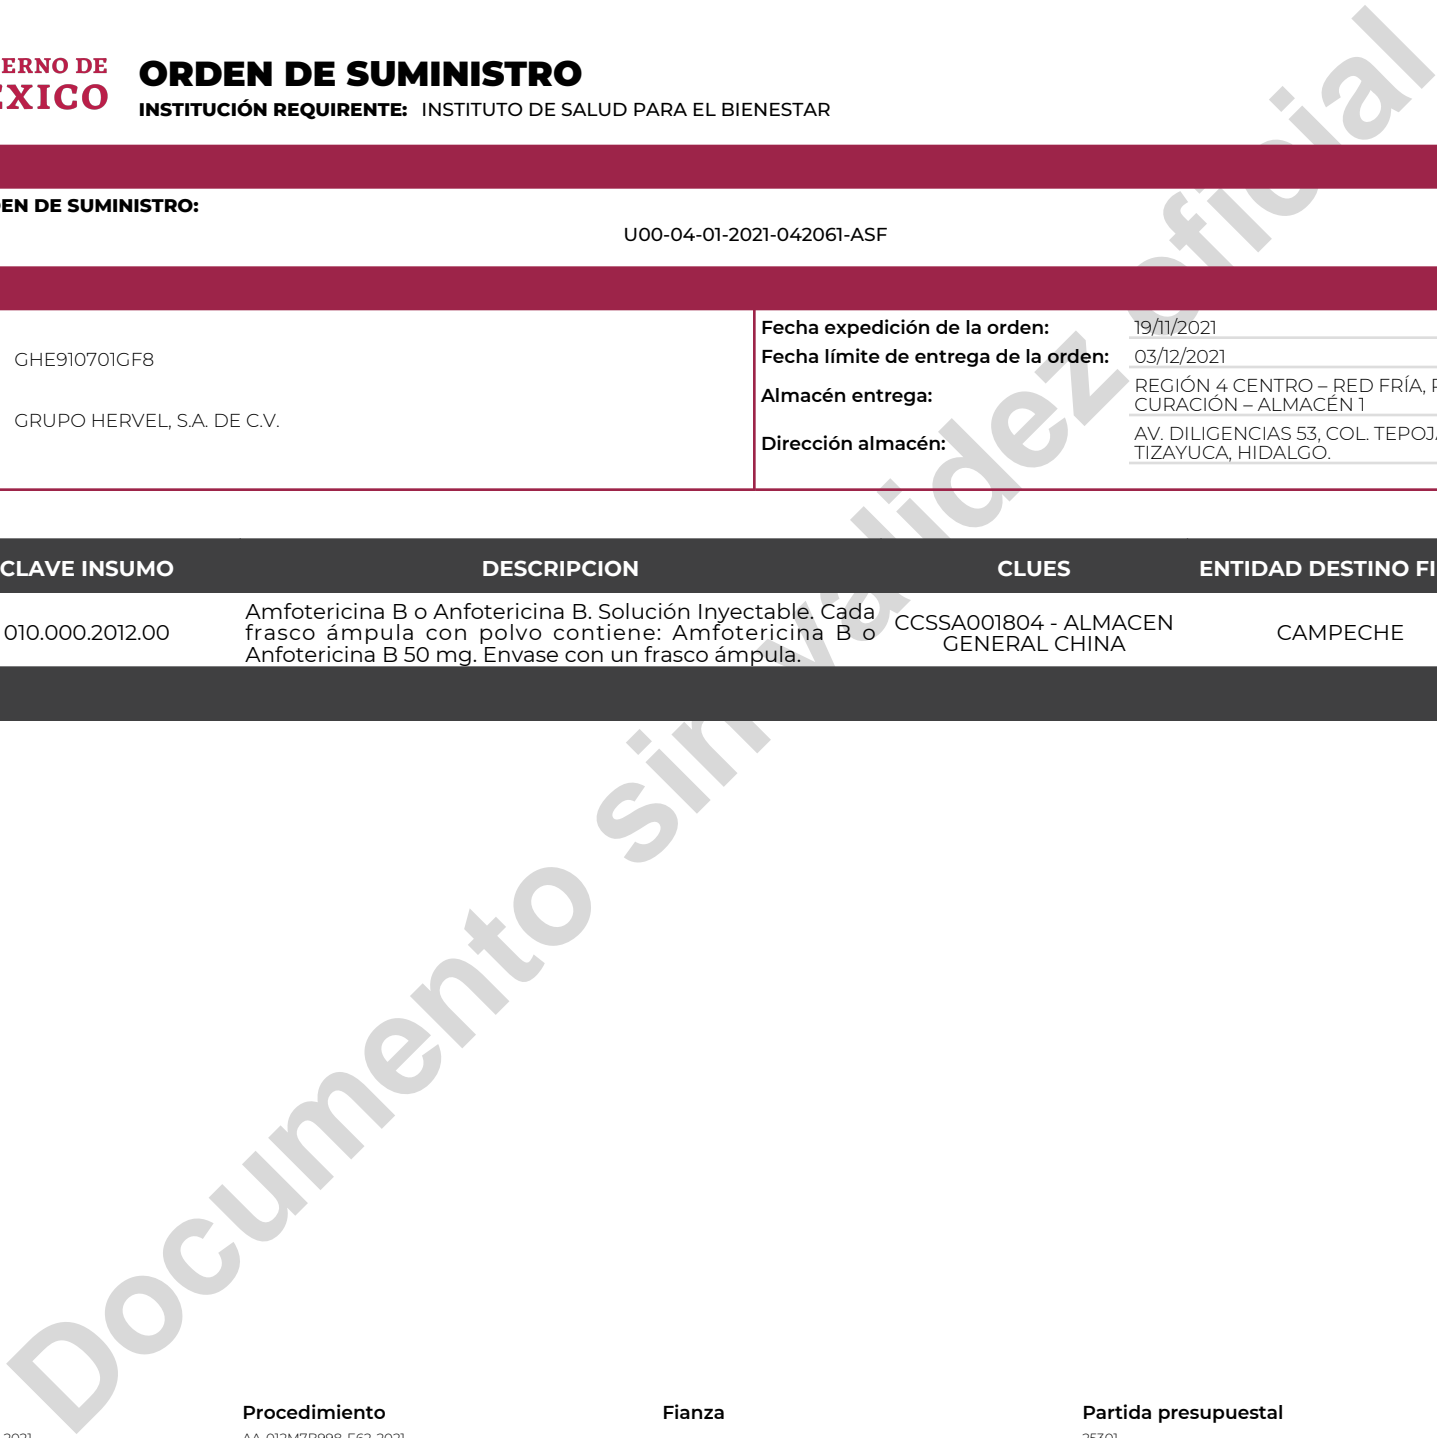 ERNO DE
ÉXICO
ORDEN DE SUMINISTRO
INSTITUCIÓN REQUIRENTE: INSTITUTO DE SALUD PARA EL BIENESTAR
EN DE SUMINISTRO:
U00-04-01-2021-042061-ASF
GHE910701GF8
GRUPO HERVEL, S.A. DE C.V.
Fecha expedición de la orden: 19/11/2021
Fecha límite de entrega de la orden: 03/12/2021
Almacén entrega: REGIÓN 4 CENTRO – RED FRÍA,
CURACIÓN – ALMACÉN 1
Dirección almacén: AV. DILIGENCIAS 53, COL. TEPOJA
TIZAYUCA, HIDALGO.
CLAVE INSUMO DESCRIPCION CLUES ENTIDAD DESTINO FI
010.000.2012.00
Amfotericina B o Anfotericina B. Solución Inyectable. Cada
frasco ámpula con polvo contiene: Amfotericina B o
Anfotericina B 50 mg. Envase con un frasco ámpula.
CCSSA001804 - ALMACEN
GENERAL CHINA
CAMPECHE
Documento sin validez oficial
Procedimiento Fianza Partida presupuestal